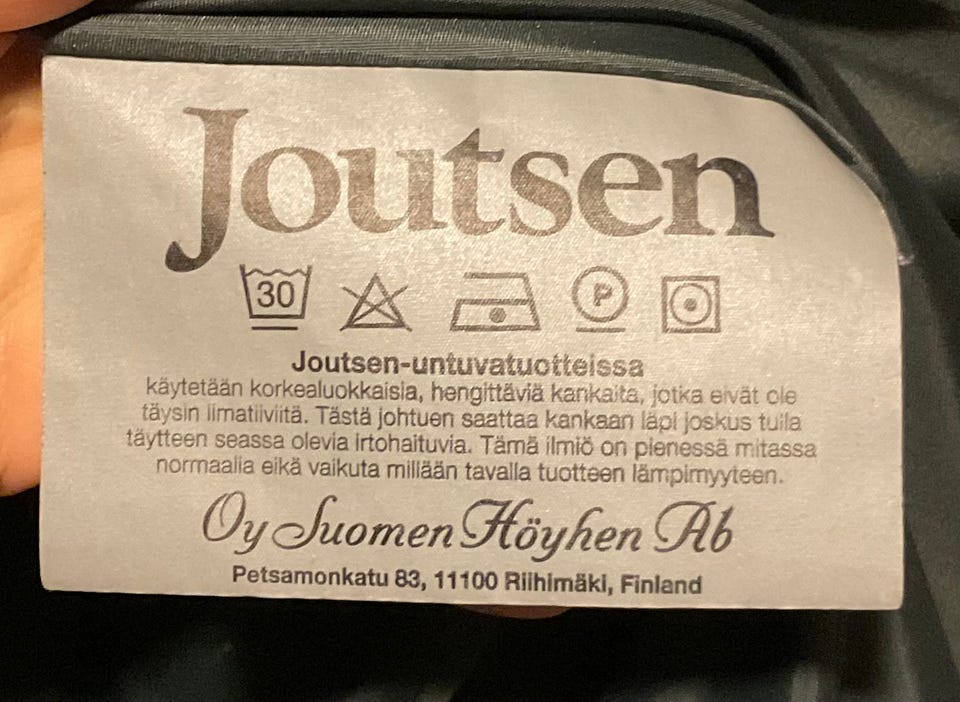 Joutsen
30 P
Joutsen-untuvatuotteissa
käytetään korkealuokkaisia, hengittäviä kankaita, jotka eivät ole
täysin ilmatiiviitä. Tästä johtuen saattaa kankaan läpi joskus tulla
täytteen seassa olevia irtohaituvia. Tämä ilmiö on pienessä mitassa
normaalia eikä vaikuta millään tavalla tuotteen lämpimyyteen.
Oy Suomen Höyhen Ab
Petsamonkatu 83, 11100 Riihimäki, Finland